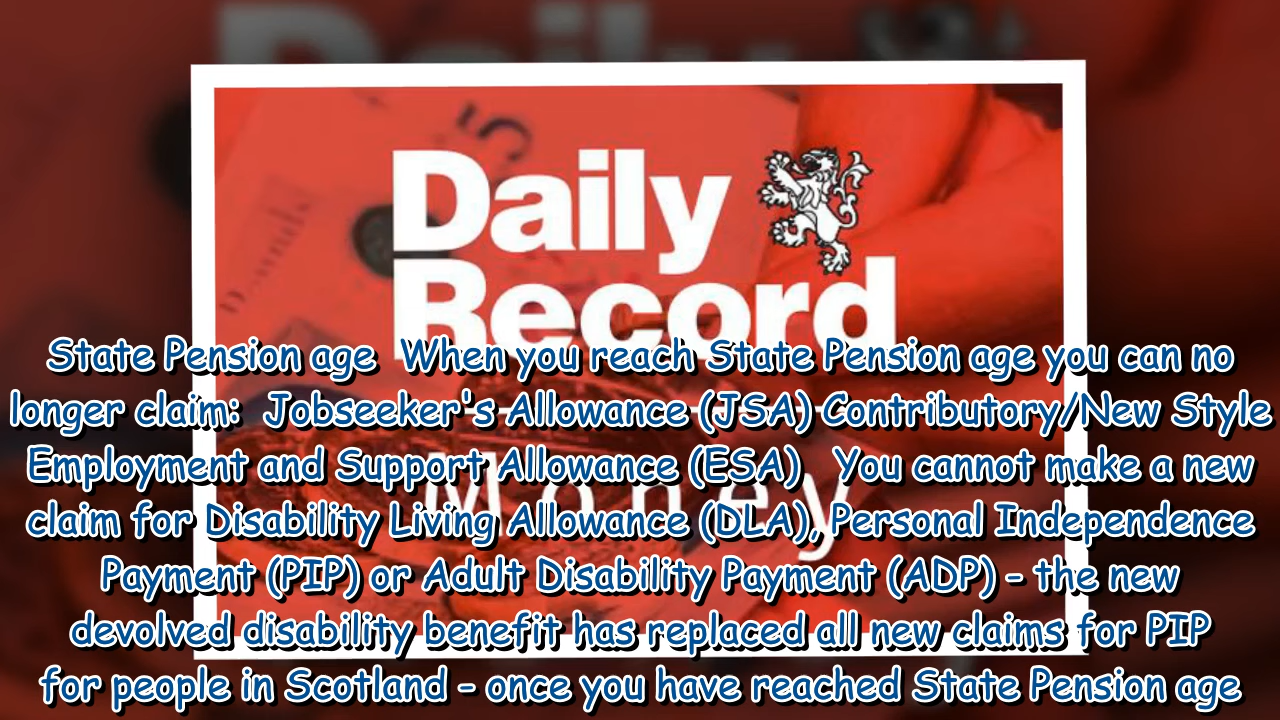 Daily
Record
Money
State Pension age  When you reach State Pension age you can no
longer claim:  Jobseeker's Allowance (JSA) Contributory/New Style
Employment and Support Allowance (ESA)  You cannot make a new
claim for Disability Living Allowance (DLA), Personal Independence
Payment (PIP) or Adult Disability Payment (ADP) – the new
devolved disability benefit has replaced all new claims for PIP
for people in Scotland – once you have reached State Pension age